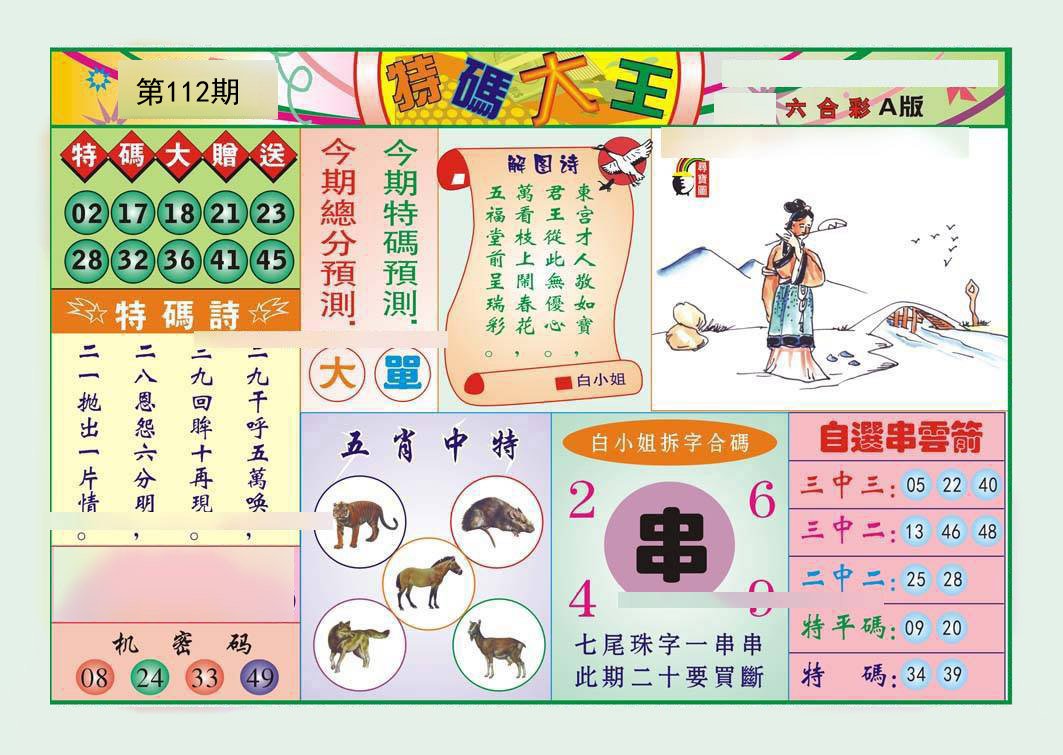 第112期
特碼大王
六合彩A版
特碼大贈送
02 17 18 21 23
28 32 36 41 45
特碼詩
二九千呼五萬喚，
三九回眸十再現。
二八恩怨六分明，
二一拋出一片情。
机密码
08 24 33 49
今期特碼預測.
單
今期總分預測.
大
解图诗
東宫才人敬如寶，
君王從此無優心。
萬看枝上鬧春花，
五福堂前呈瑞彩。
白小姐
尋寶圖
五肖中特
白小姐拆字合碼
2 6
串
4 9
七尾珠字一串串
此期二十要買斷
自選串雲箭
三中三: 05 22 40
三中二: 13 46 48
二中二: 25 28
特平碼: 09 20
特 碼: 34 39